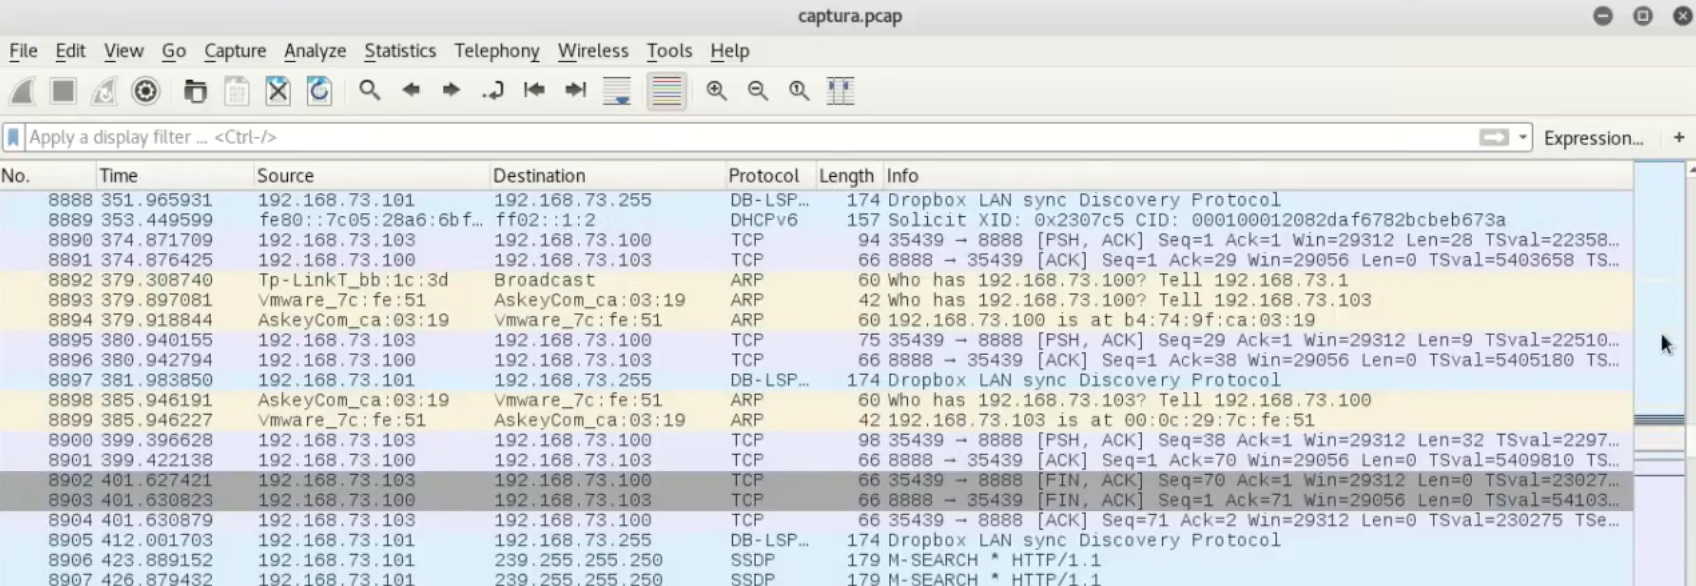 captura.pcap
File Edit View Go Capture Analyze Statistics Telephony Wireless Tools Help
Apply a display filter ... <Ctrl-/> Expression... +
No. Time Source Destination Protocol Length Info
8888 351.965931 192.168.73.101 192.168.73.255 DB-LSP… 174 Dropbox LAN sync Discovery Protocol
8889 353.449599 fe80::7c05:28a6:6bf… ff02::1:2 DHCPv6 157 Solicit XID: 0x2307c5 CID: 000100012082daf6782bcbeb673a
8890 374.871709 192.168.73.103 192.168.73.100 TCP 94 35439 → 8888 [PSH, ACK] Seq=1 Ack=1 Win=29312 Len=28 TSval=22358…
8891 374.876425 192.168.73.100 192.168.73.103 TCP 66 8888 → 35439 [ACK] Seq=1 Ack=29 Win=29056 Len=0 TSval=5403658 TS…
8892 379.308740 Tp-LinkT_bb:1c:3d Broadcast ARP 60 Who has 192.168.73.100? Tell 192.168.73.1
8893 379.897081 Vmware_7c:fe:51 AskeyCom_ca:03:19 ARP 42 Who has 192.168.73.100? Tell 192.168.73.103
8894 379.918844 AskeyCom_ca:03:19 Vmware_7c:fe:51 ARP 60 192.168.73.100 is at b4:74:9f:ca:03:19
8895 380.940155 192.168.73.103 192.168.73.100 TCP 75 35439 → 8888 [PSH, ACK] Seq=29 Ack=1 Win=29312 Len=9 TSval=22510…
8896 380.942794 192.168.73.100 192.168.73.103 TCP 66 8888 → 35439 [ACK] Seq=1 Ack=38 Win=29056 Len=0 TSval=5405180 TS…
8897 381.983850 192.168.73.101 192.168.73.255 DB-LSP… 174 Dropbox LAN sync Discovery Protocol
8898 385.946191 AskeyCom_ca:03:19 Vmware_7c:fe:51 ARP 60 Who has 192.168.73.103? Tell 192.168.73.100
8899 385.946227 Vmware_7c:fe:51 AskeyCom_ca:03:19 ARP 42 192.168.73.103 is at 00:0c:29:7c:fe:51
8900 399.396628 192.168.73.103 192.168.73.100 TCP 98 35439 → 8888 [PSH, ACK] Seq=38 Ack=1 Win=29312 Len=32 TSval=2297…
8901 399.422138 192.168.73.100 192.168.73.103 TCP 66 8888 → 35439 [ACK] Seq=1 Ack=70 Win=29056 Len=0 TSval=5409810 TS…
8902 401.627421 192.168.73.103 192.168.73.100 TCP 66 35439 → 8888 [FIN, ACK] Seq=70 Ack=1 Win=29312 Len=0 TSval=23027…
8903 401.630823 192.168.73.100 192.168.73.103 TCP 66 8888 → 35439 [FIN, ACK] Seq=1 Ack=71 Win=29056 Len=0 TSval=54103…
8904 401.630879 192.168.73.103 192.168.73.100 TCP 66 35439 → 8888 [ACK] Seq=71 Ack=2 Win=29312 Len=0 TSval=230275 TSe…
8905 412.001703 192.168.73.101 192.168.73.255 DB-LSP… 174 Dropbox LAN sync Discovery Protocol
8906 423.889152 192.168.73.101 239.255.255.250 SSDP 179 M-SEARCH * HTTP/1.1
8907 426.879432 192.168.73.101 239.255.255.250 SSDP 179 M-SEARCH * HTTP/1.1